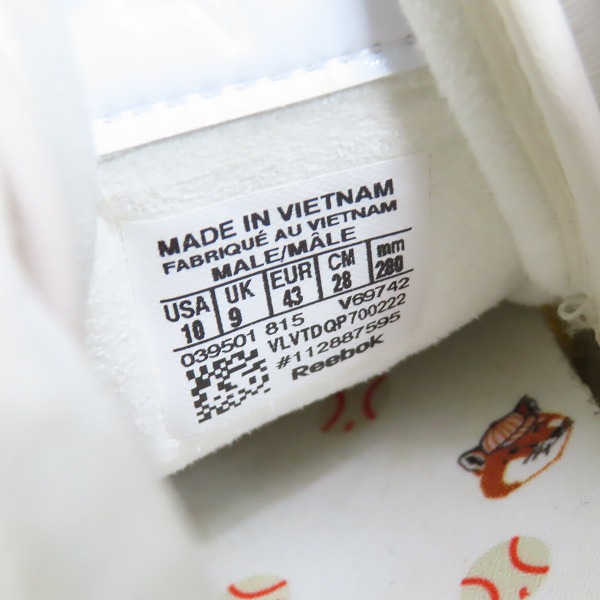 MADE IN VIETNAM
FABRIQUÉ AU VIETNAM
MALE/MÂLE
USA UK EUR CM mm
10 9 43 28 280
039501 815 V69742
VLVTDQP700222
#112887595
Reebok